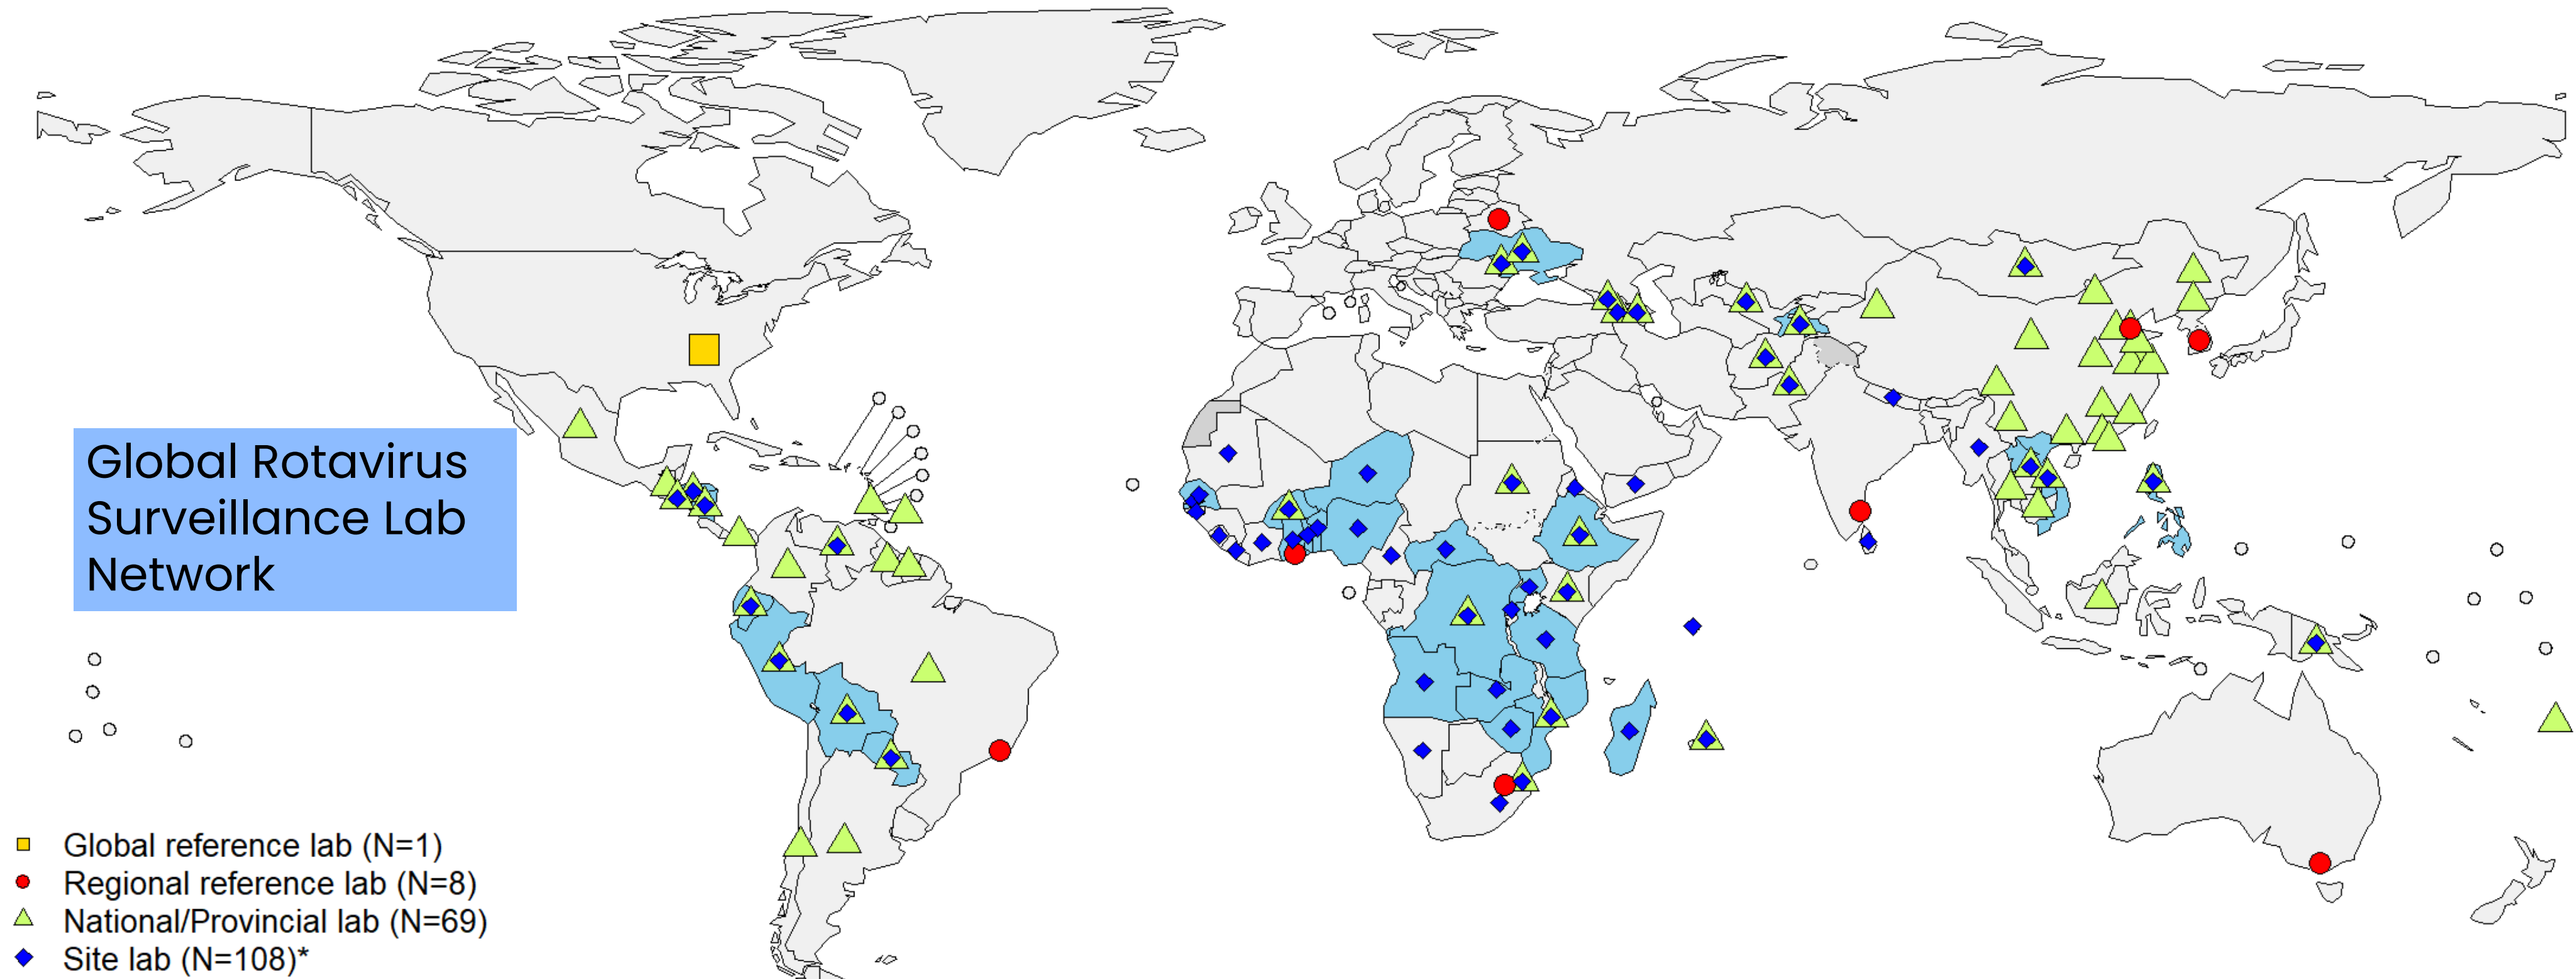 Global Rotavirus
Surveillance Lab
Network
Global reference lab (N=1)
Regional reference lab (N=8)
National/Provincial lab (N=69)
Site lab (N=108)*